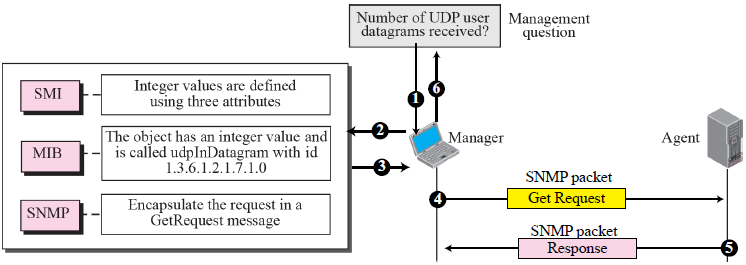 Number of UDP user
datagrams received?
Management
question
1
6
SMI
Integer values are defined
using three attributes
2
MIB
The object has an integer value and
is called udpInDatagram with id
1.3.6.1.2.1.7.1.0
3
Manager
Agent
SNMP
Encapsulate the request in a
GetRequest message
SNMP packet
4
Get Request
SNMP packet
Response
5